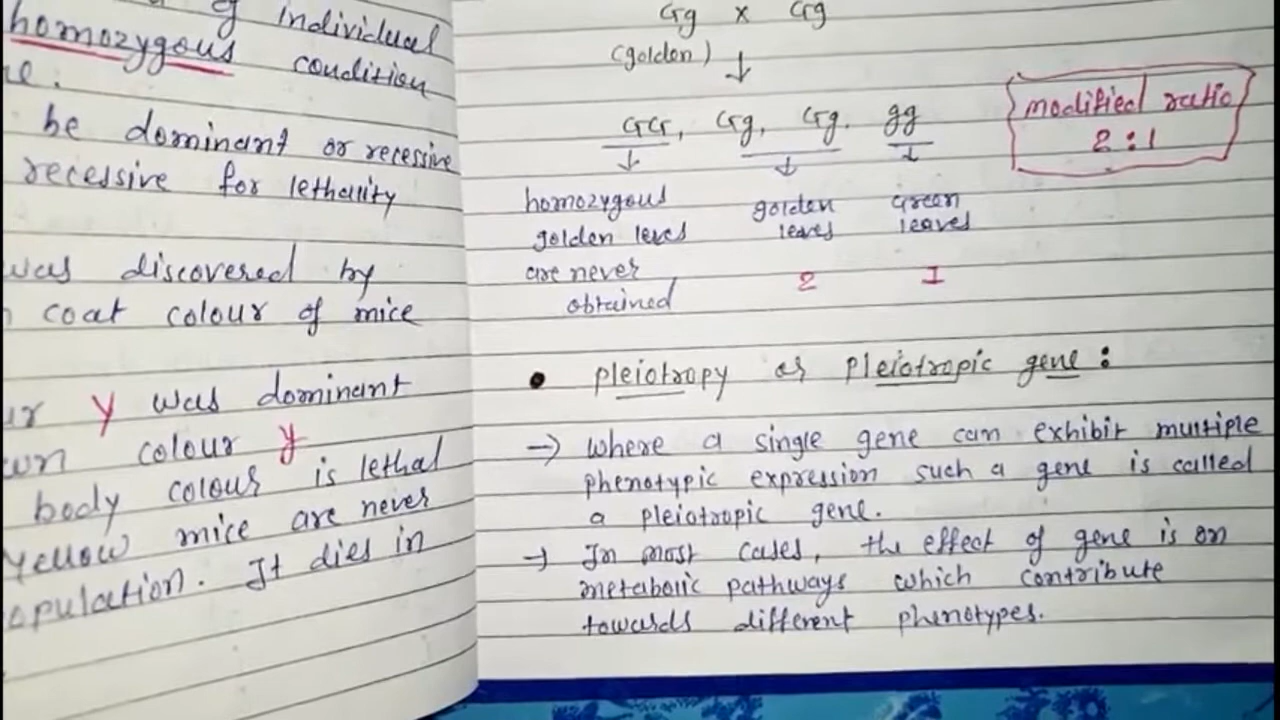 of individual
homozygous condition
be dominant or recessive
recessive for lethality
was discovered by
coat colour of mice
y was dominant
colour y
body colour is lethal
yellow mice are never
opulation. It dies in
Gg x Gg
(golden) ↓
GG, Gg, Gg. gg
↓ ↓ ↓
homozygous golden Green
golden leves leaves leaves
are never 2 1
obtained
modified ratio
2:1
• pleiotropy or pleiotropic gene :
→ where a single gene can exhibit multiple
phenotypic expression such a gene is called
a pleiotropic gene.
→ In most cases, the effect of gene is on
metabolic pathways which contribute
towards different phenotypes.